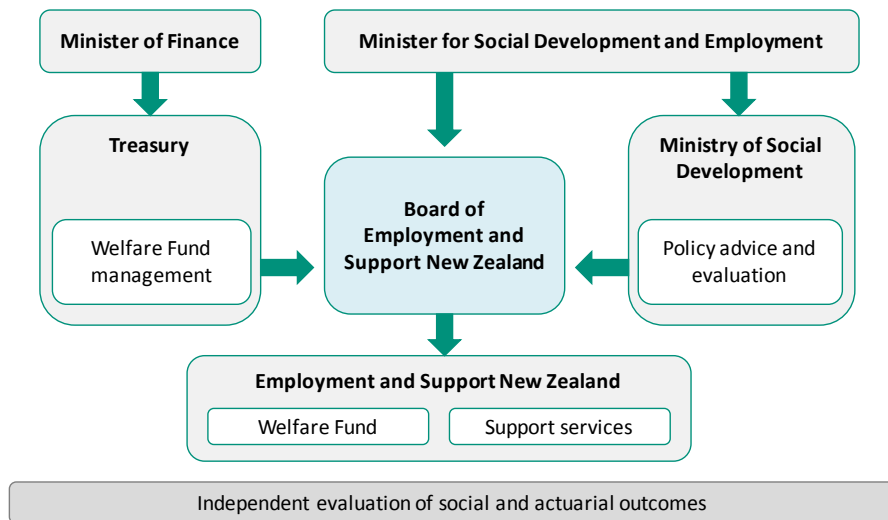 Minister of Finance
Minister for Social Development and Employment
Treasury
Welfare Fund
management
Board of
Employment and
Support New Zealand
Ministry of Social
Development
Policy advice and
evaluation
Employment and Support New Zealand
Welfare Fund
Support services
Independent evaluation of social and actuarial outcomes